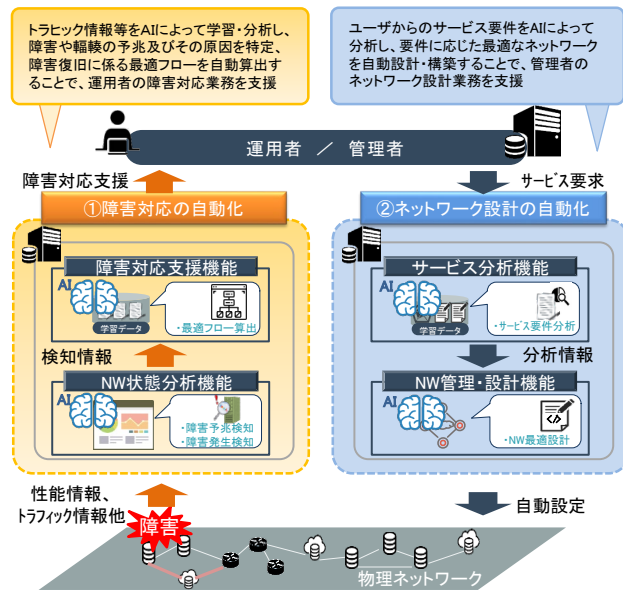 トラヒック情報等をAIによって学習・分析し、
障害や輻輳の予兆及びその原因を特定、
障害復旧に係る最適フローを自動算出す
ることで、運用者の障害対応業務を支援
ユーザからのサービス要件をAIによって
分析し、要件に応じた最適なネットワーク
を自動設計・構築することで、管理者の
ネットワーク設計業務を支援
運用者 ／ 管理者
障害対応支援
サービス要求
①障害対応の自動化
障害対応支援機能
AI
学習データ
・最適フロー算出
検知情報
NW状態分析機能
AI
・障害予兆検知
・障害発生検知
性能情報、
トラフィック情報他
障害
②ネットワーク設計の自動化
サービス分析機能
AI
学習データ
・サービス要件分析
分析情報
NW管理・設計機能
AI
・NW最適設計
自動設定
物理ネットワーク